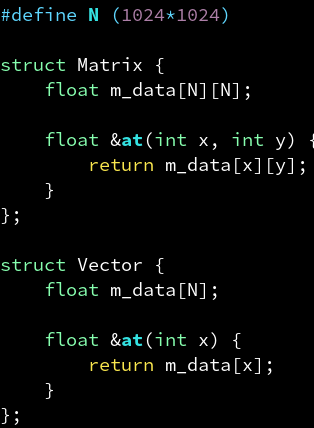 #define N (1024*1024)
struct Matrix {
    float m_data[N][N];
    float &at(int x, int y) {
        return m_data[x][y];
    }
};
struct Vector {
    float m_data[N];
    float &at(int x) {
        return m_data[x];
    }
};